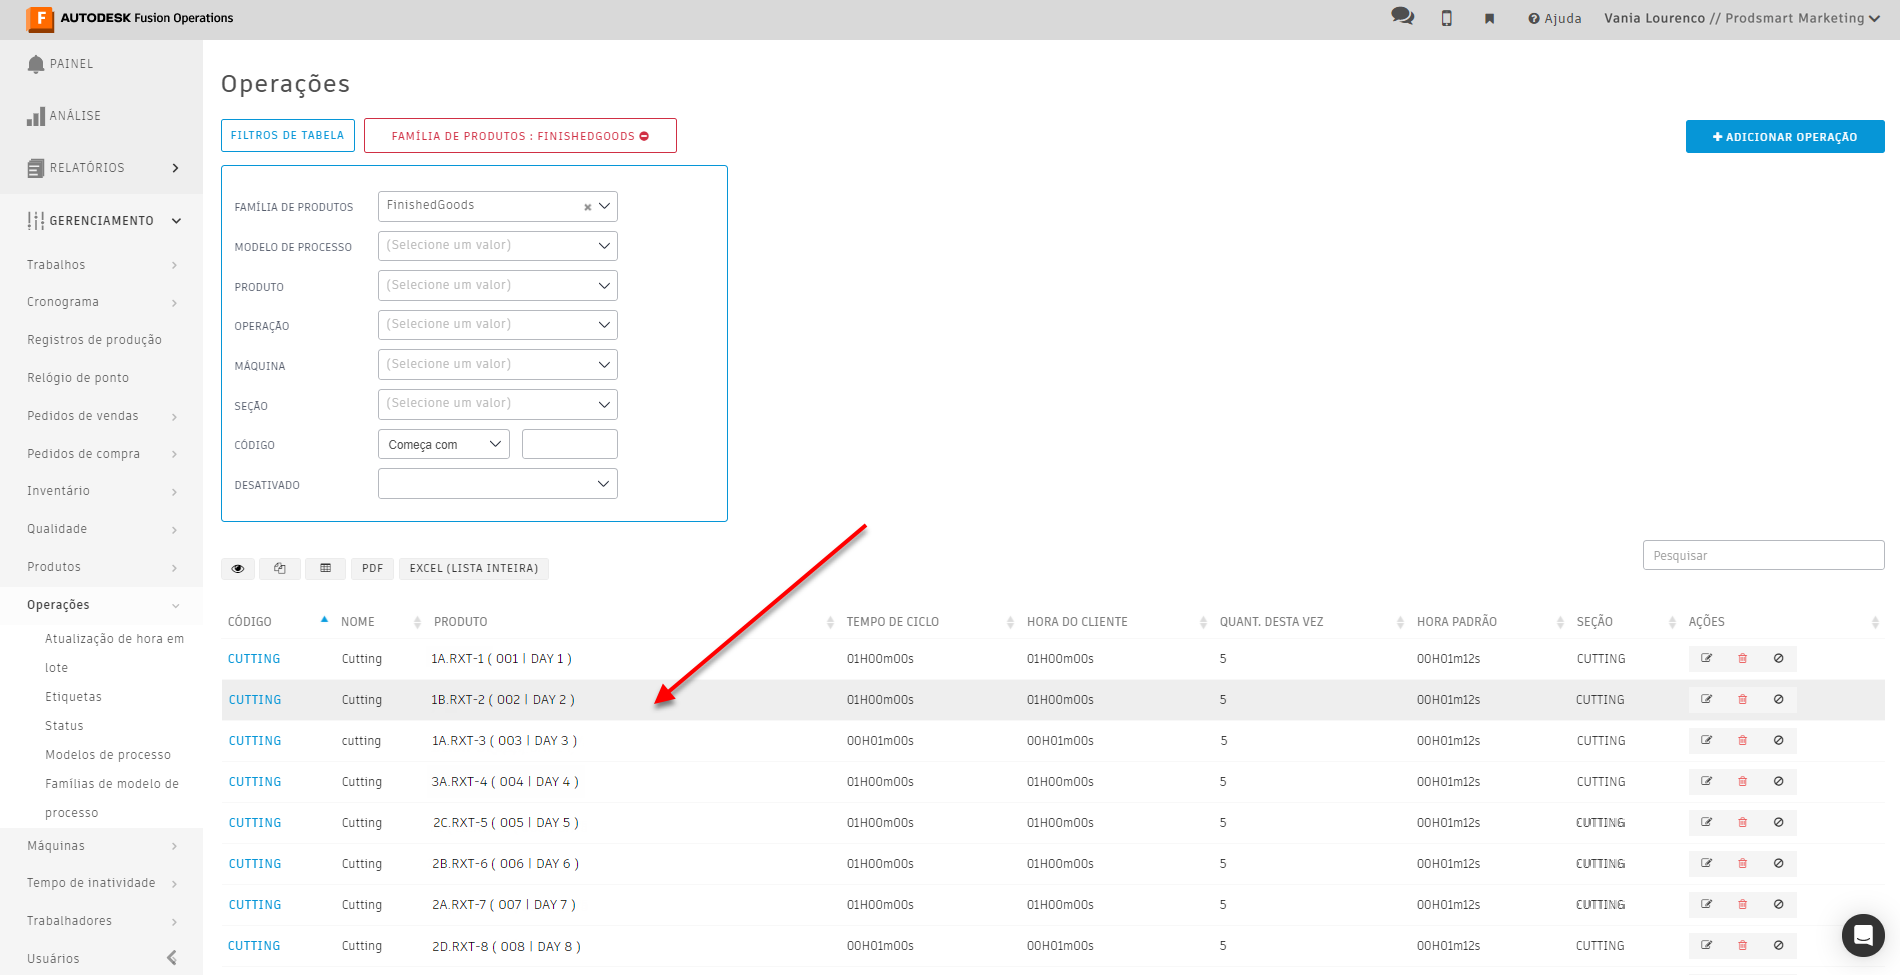 AUTODESK Fusion Operations
Ajuda
Vania Lourenco // Prodsmart Marketing
PAINEL
ANÁLISE
RELATÓRIOS
GERENCIAMENTO
Trabalhos
Cronograma
Registros de produção
Relógio de ponto
Pedidos de vendas
Pedidos de compra
Inventário
Qualidade
Produtos
Operações
Atualização de hora em
lote
Etiquetas
Status
Modelos de processo
Famílias de modelo de
processo
Máquinas
Tempo de inatividade
Trabalhadores
Usuários
Operações
FILTROS DE TABELA
FAMÍLIA DE PRODUTOS : FINISHEDGOODS
ADICIONAR OPERAÇÃO
FAMÍLIA DE PRODUTOS FinishedGoods
MODELO DE PROCESSO (Selecione um valor)
PRODUTO (Selecione um valor)
OPERAÇÃO (Selecione um valor)
MÁQUINA (Selecione um valor)
SEÇÃO (Selecione um valor)
CÓDIGO Começa com
DESATIVADO
PDF EXCEL (LISTA INTEIRA)
Pesquisar
CÓDIGO NOME PRODUTO TEMPO DE CICLO HORA DO CLIENTE QUANT. DESTA VEZ HORA PADRÃO SEÇÃO AÇÕES
CUTTING Cutting 1A.RXT-1 ( 001 | DAY 1 ) 01H00m00s 01H00m00s 5 00H01m12s CUTTING
CUTTING Cutting 1B.RXT-2 ( 002 | DAY 2 ) 01H00m00s 01H00m00s 5 00H01m12s CUTTING
CUTTING cutting 1A.RXT-3 ( 003 | DAY 3 ) 00H01m00s 00H01m00s 5 00H01m12s CUTTING
CUTTING Cutting 3A.RXT-4 ( 004 | DAY 4 ) 01H00m00s 01H00m00s 5 00H01m12s CUTTING
CUTTING Cutting 2C.RXT-5 ( 005 | DAY 5 ) 01H00m00s 01H00m00s 5 00H01m12s CUTTING
CUTTING Cutting 2B.RXT-6 ( 006 | DAY 6 ) 01H00m00s 01H00m00s 5 00H01m12s CUTTING
CUTTING Cutting 2A.RXT-7 ( 007 | DAY 7 ) 01H00m00s 01H00m00s 5 00H01m12s CUTTING
CUTTING Cutting 2D.RXT-8 ( 008 | DAY 8 ) 00H01m00s 00H01m00s 5 00H01m12s CUTTING